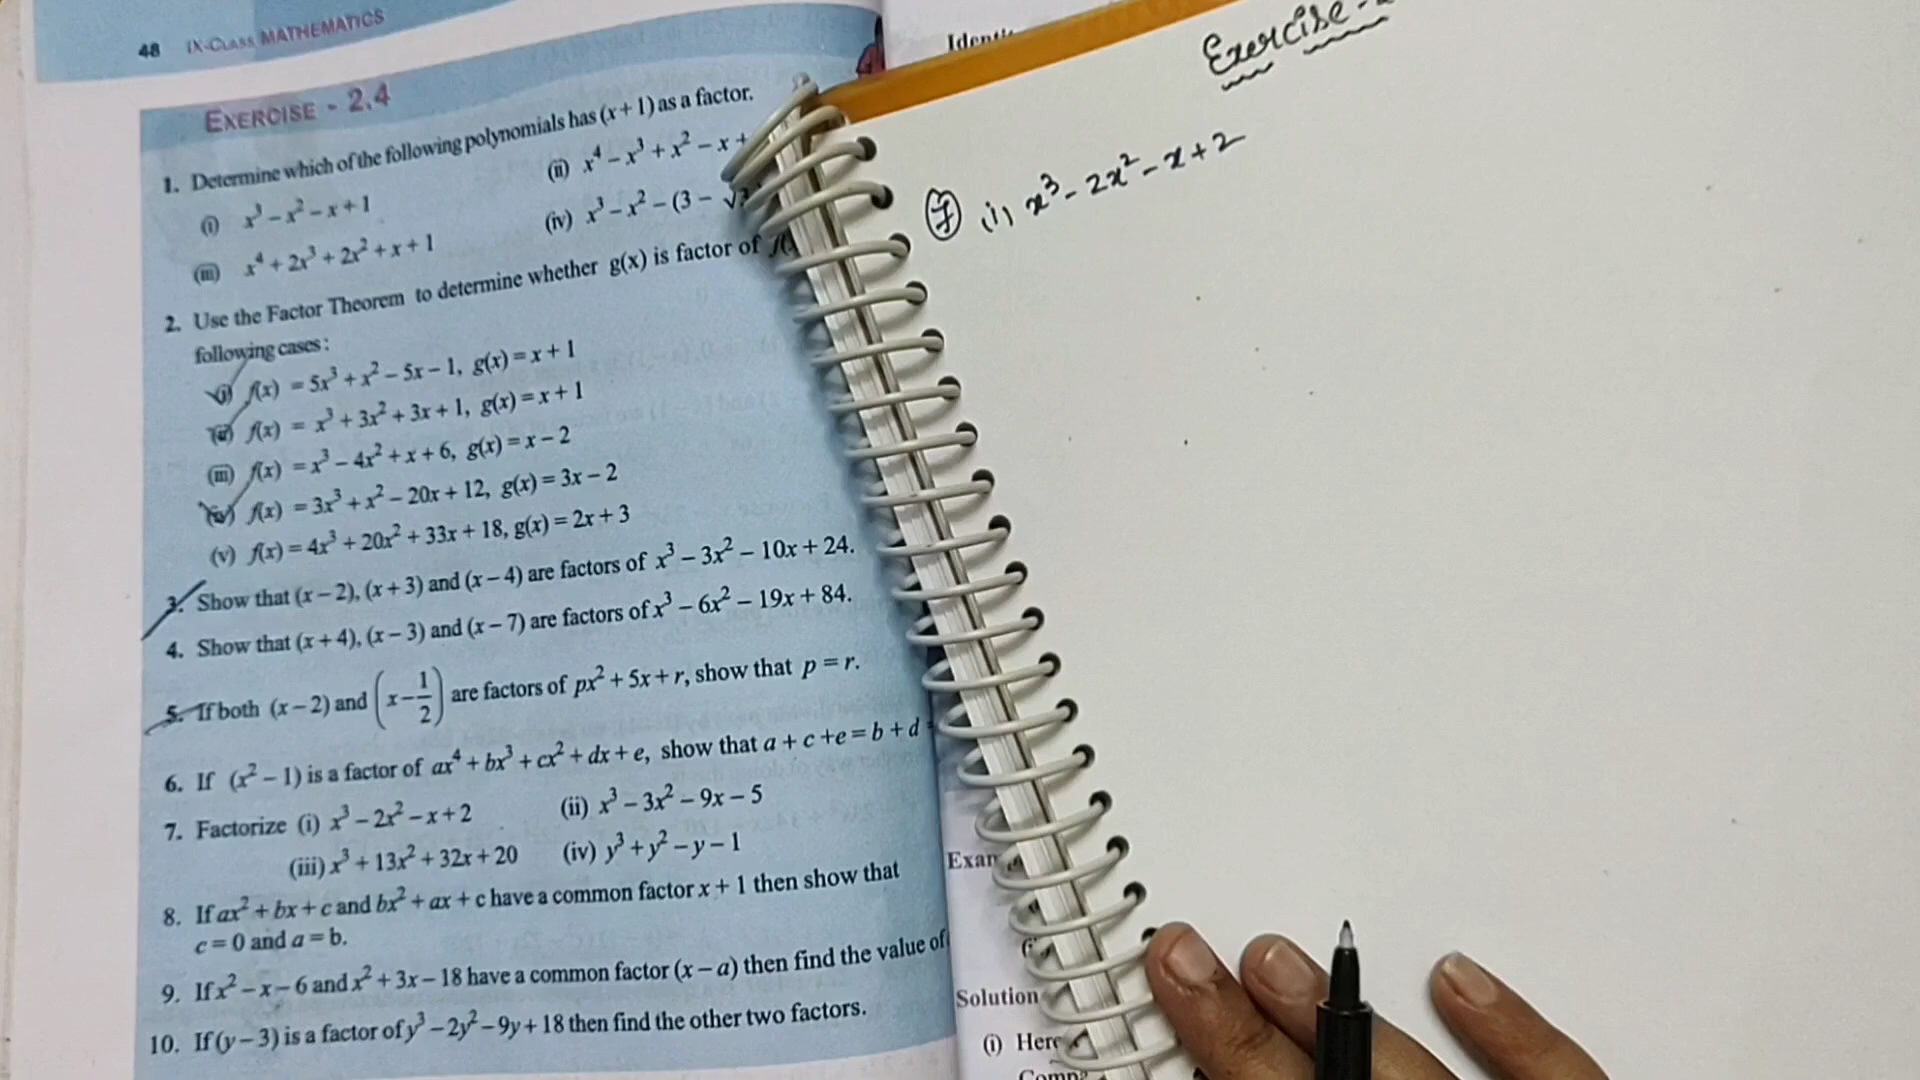 48 IX-CLASS MATHEMATICS
EXERCISE - 2.4
1. Determine which of the following polynomials has (x + 1) as a factor.
(i) x³ – x² – x + 1
(ii) x⁴ – x³ + x² – x +
(iii) x⁴ + 2x³ + 2x² + x + 1
(iv) x³ – x² – (3 – √3
2. Use the Factor Theorem to determine whether g(x) is factor of f(
following cases :
(i) f(x) = 5x³ + x² – 5x – 1, g(x) = x + 1
(ii) f(x) = x³ + 3x² + 3x + 1, g(x) = x + 1
(iii) f(x) = x³ – 4x² + x + 6, g(x) = x – 2
(iv) f(x) = 3x³ + x² – 20x + 12, g(x) = 3x – 2
(v) f(x) = 4x³ + 20x² + 33x + 18, g(x) = 2x + 3
3. Show that (x – 2), (x + 3) and (x – 4) are factors of x³ – 3x² – 10x + 24.
4. Show that (x + 4), (x – 3) and (x – 7) are factors of x³ – 6x² – 19x + 84.
5. If both (x – 2) and (x – 1/2) are factors of px² + 5x + r, show that p = r.
6. If (x² – 1) is a factor of ax⁴ + bx³ + cx² + dx + e, show that a + c + e = b + d =
7. Factorize (i) x³ – 2x² – x + 2 (ii) x³ – 3x² – 9x – 5
(iii) x³ + 13x² + 32x + 20 (iv) y³ + y² – y – 1
8. If ax² + bx + c and bx² + ax + c have a common factor x + 1 then show that
c = 0 and a = b.
9. If x² – x – 6 and x² + 3x – 18 have a common factor (x – a) then find the value of
10. If (y – 3) is a factor of y³ – 2y² – 9y + 18 then find the other two factors.
Exercise -
7 (i) x³ - 2x² - x + 2
Solution
(i) Here